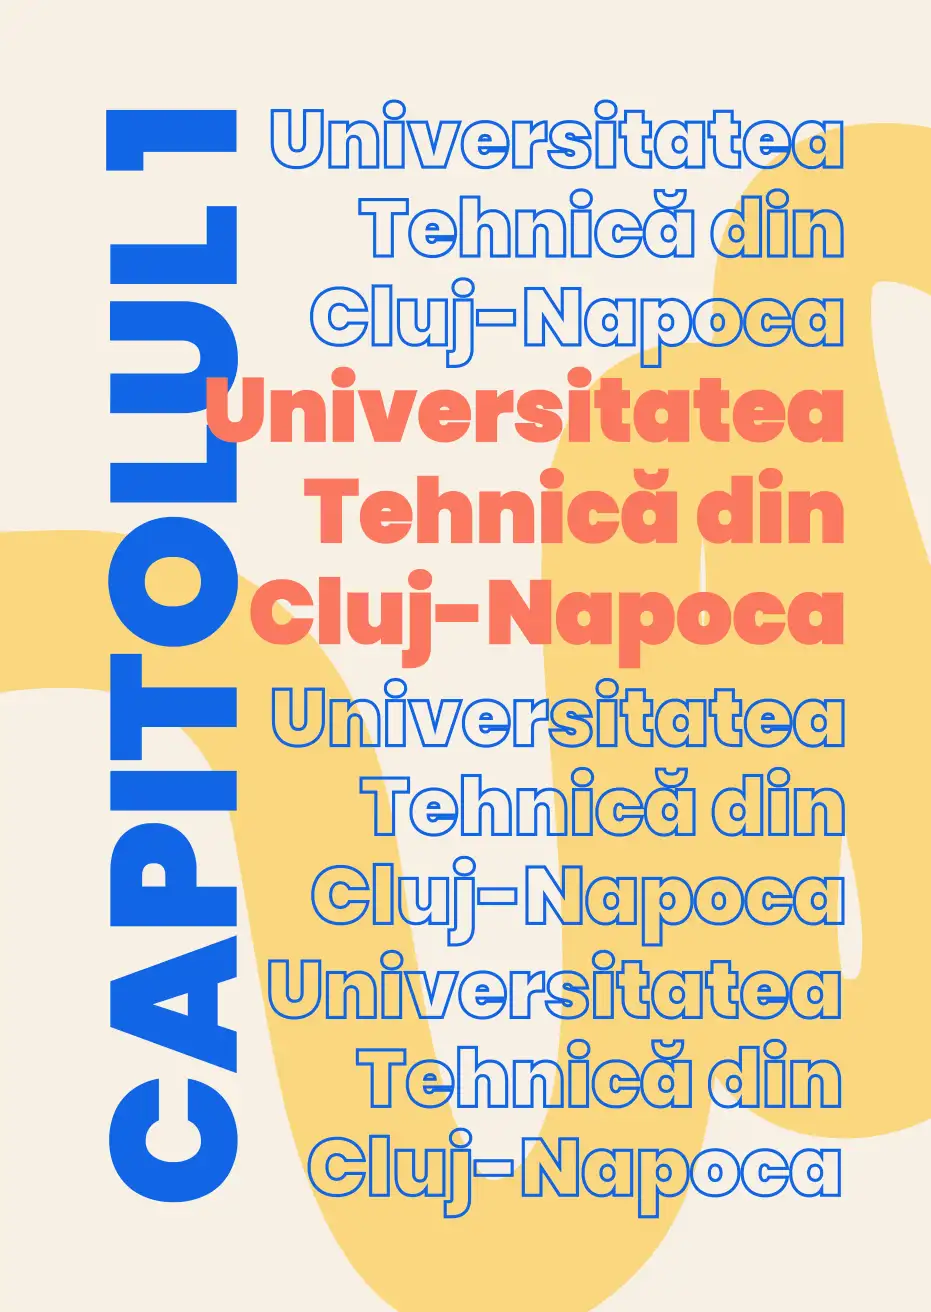 CAPITOLUL 1
Universitatea
Tehnică din
Cluj-Napoca
Universitatea
Tehnică din
Cluj-Napoca
Universitatea
Tehnică din
Cluj-Napoca
Universitatea
Tehnică din
Cluj-Napoca